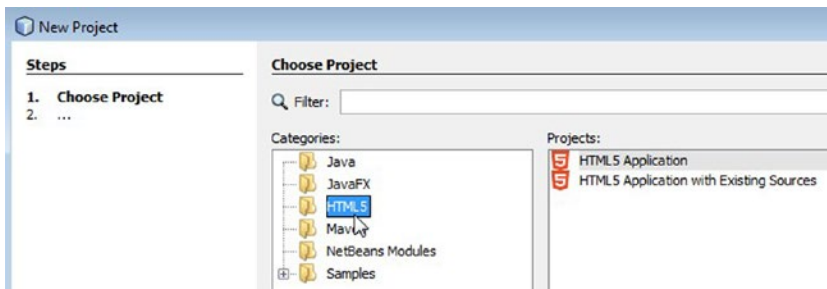 New Project
Steps
1. Choose Project
2. ...
Choose Project
Filter:
Categories:
Java
JavaFX
HTML5
NetBeans Modules
Samples
Projects:
HTML5 Application
HTML5 Application with Existing Sources